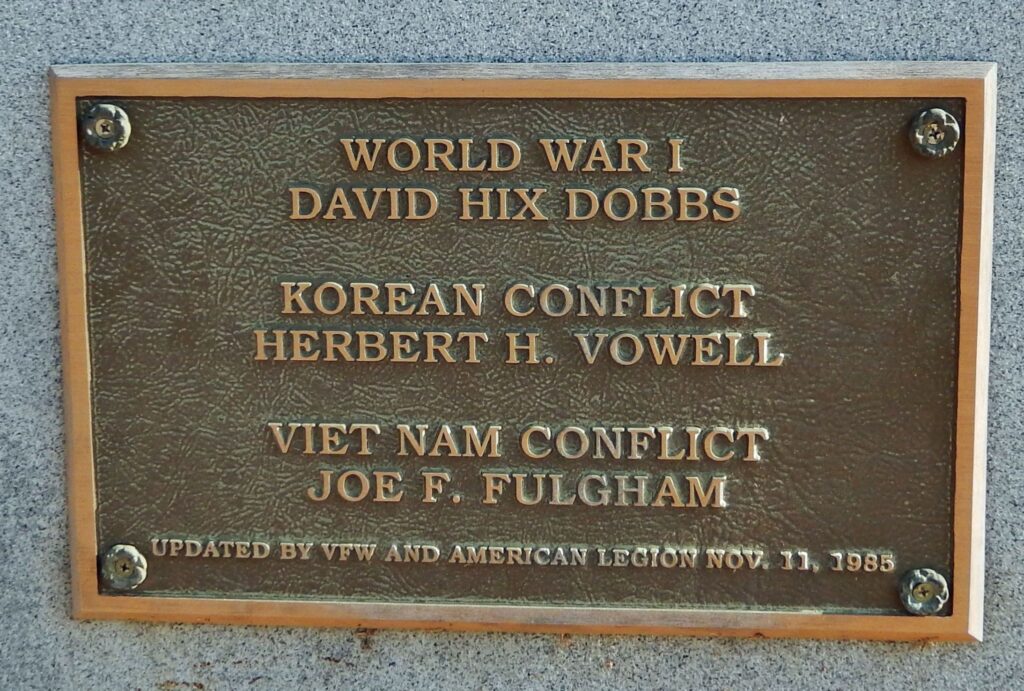 WORLD WAR I
DAVID HIX DOBBS
KOREAN CONFLICT
HERBERT H. VOWELL
VIET NAM CONFLICT
JOE F. FULGHAM
UPDATED BY VFW AND AMERICAN LEGION NOV. 11, 1985